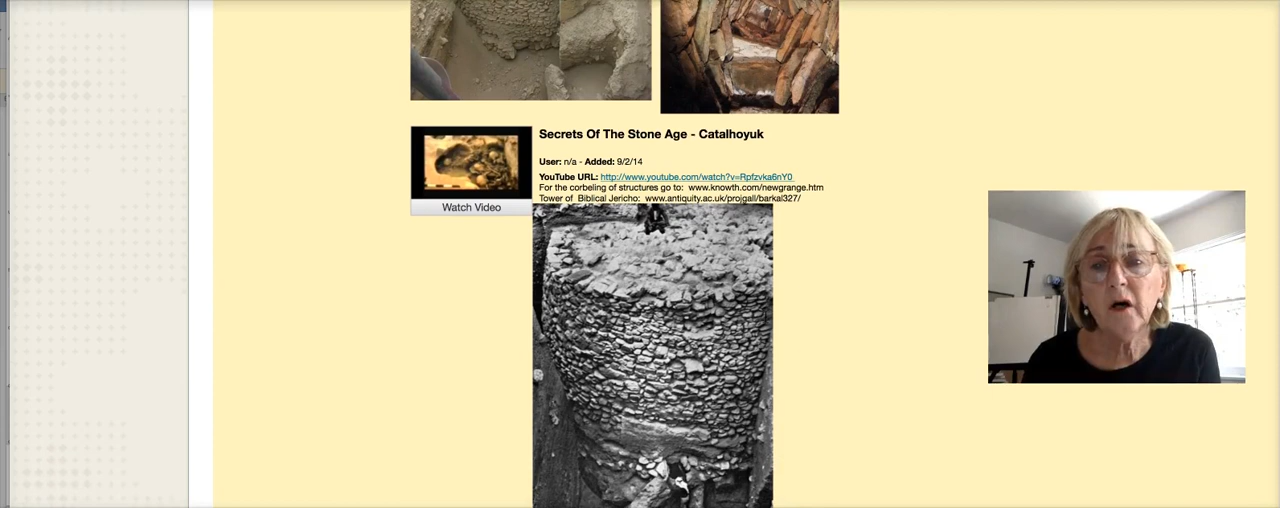 Secrets Of The Stone Age - Catalhoyuk
User: n/a - Added: 9/2/14
YouTube URL: http://www.youtube.com/watch?v=Rpfzvka6nY0
For the corbeling of structures go to: www.knowth.com/newgrange.htm
Tower of Biblical Jericho: www.antiquity.ac.uk/projgall/barkal327/
Watch Video